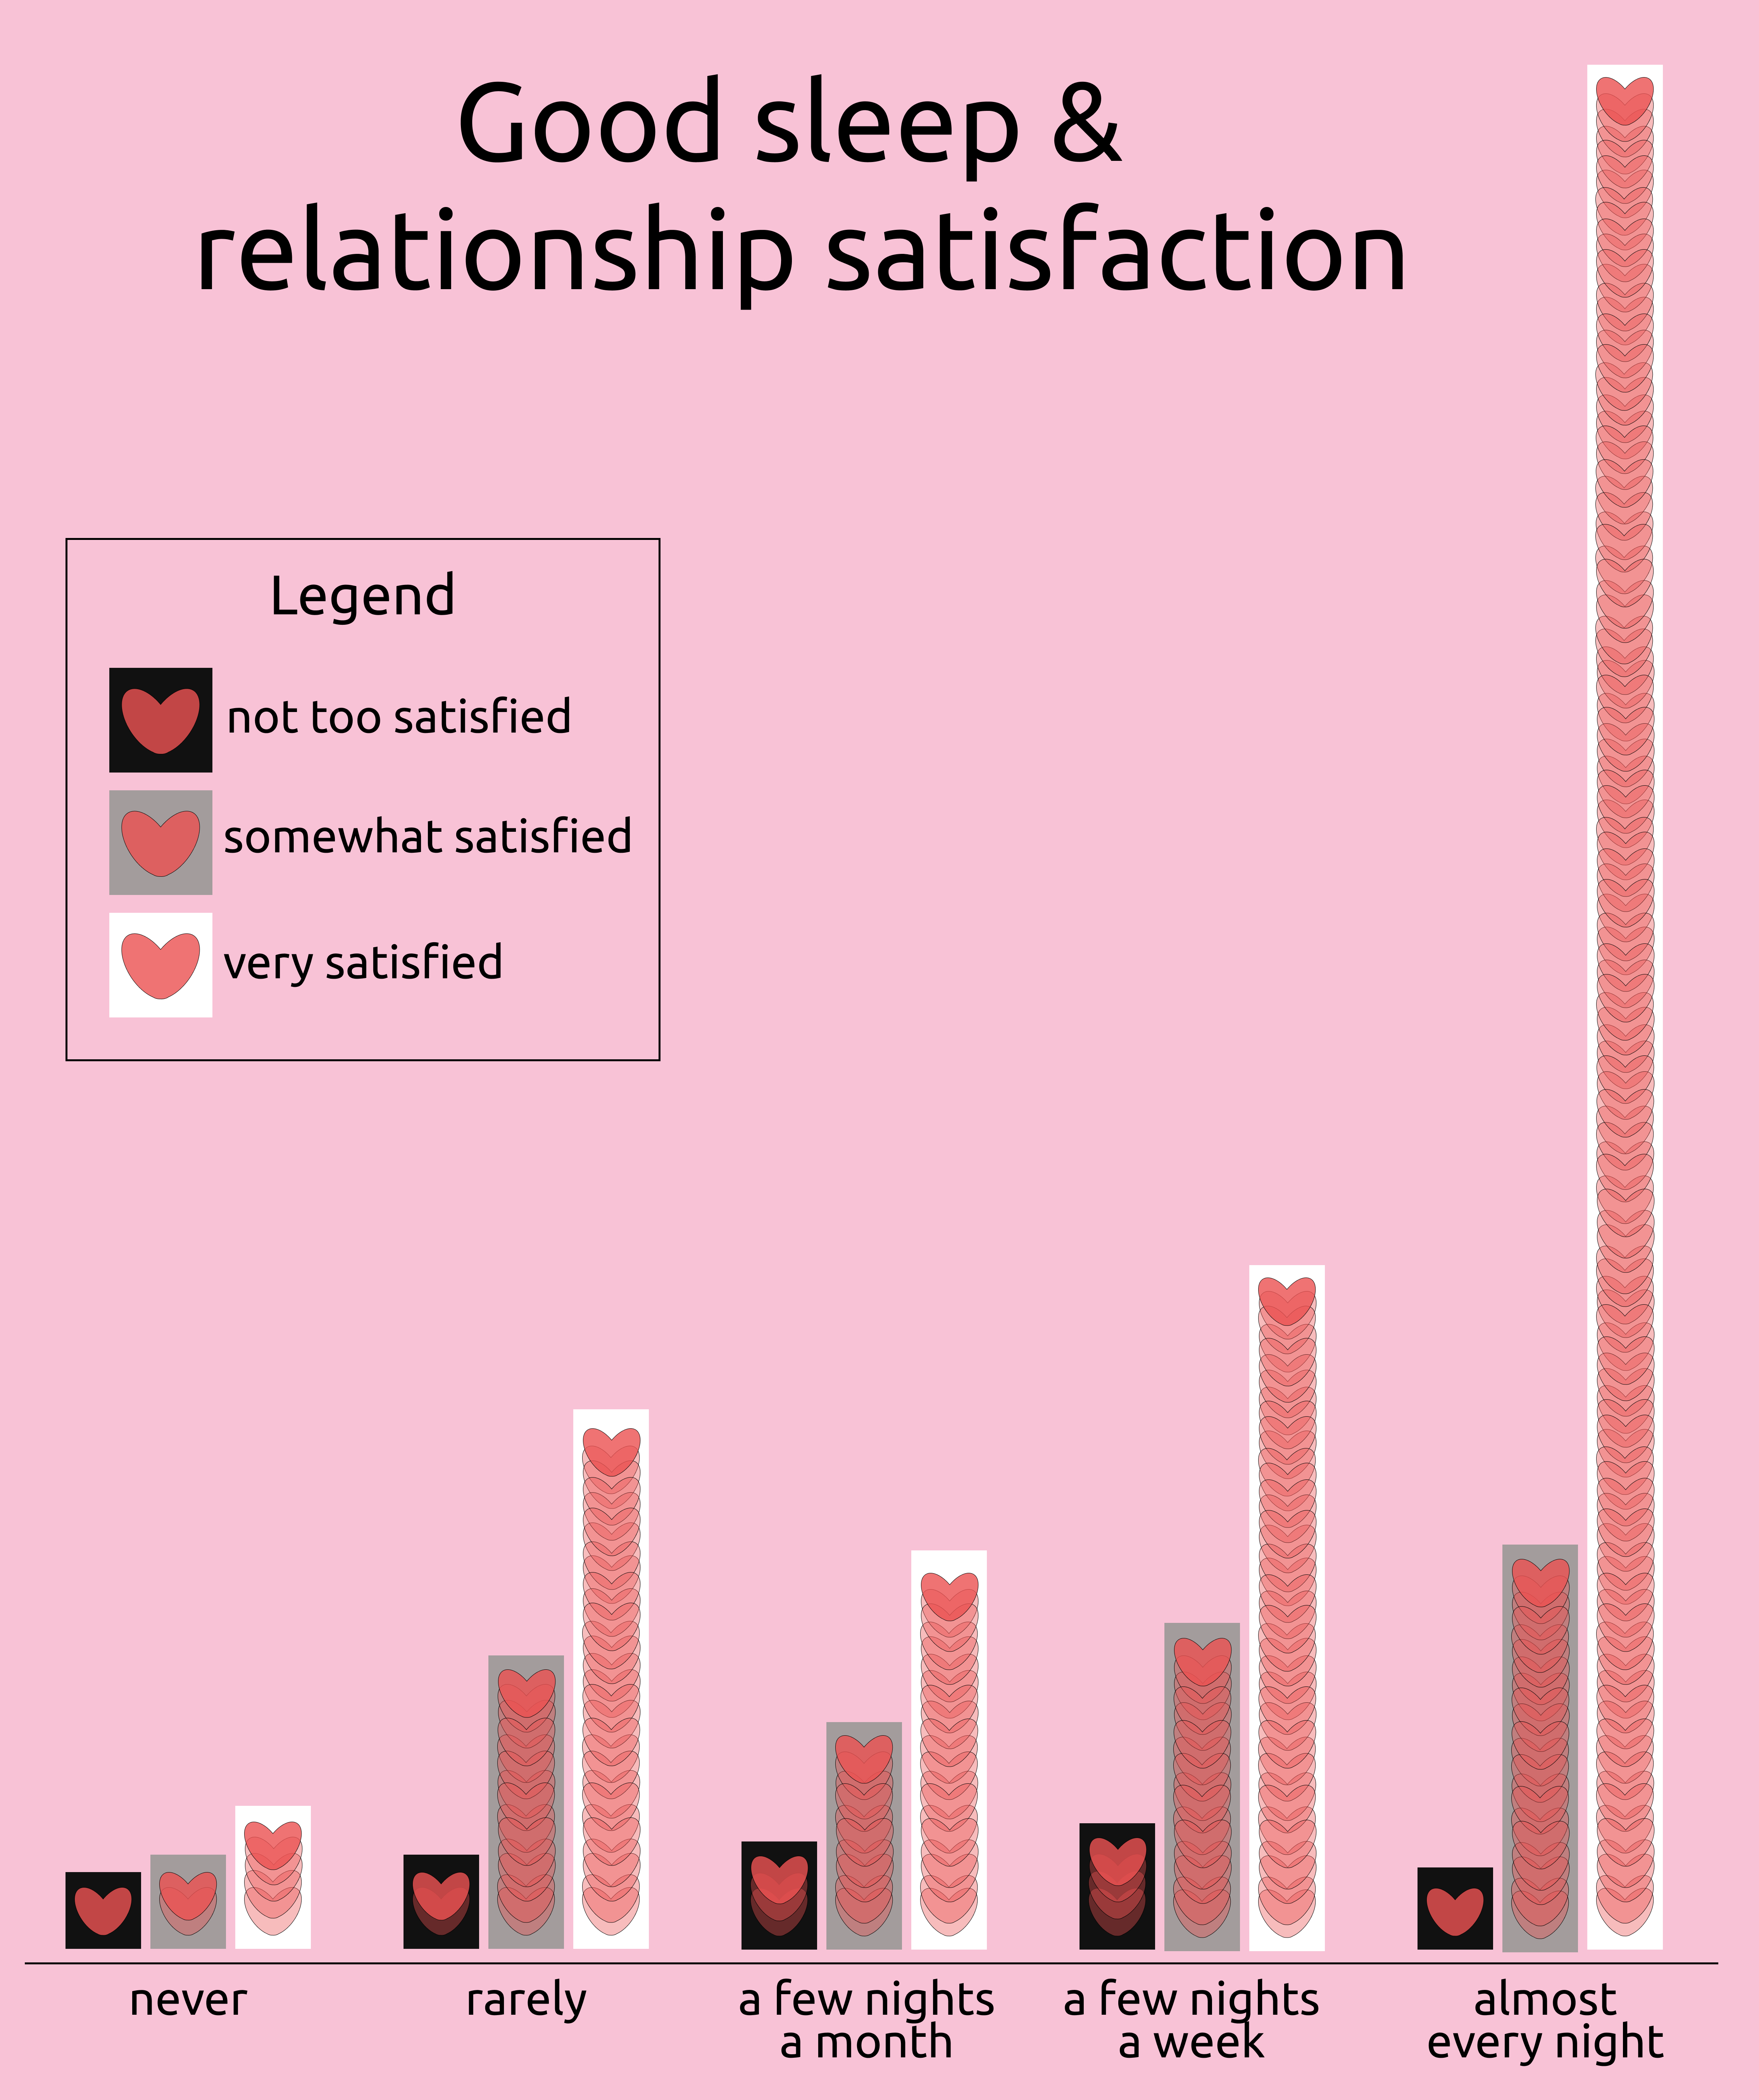 Good sleep &
relationship satisfaction
Legend
not too satisfied
somewhat satisfied
very satisfied
never
rarely
a few nights
a month
a few nights
a week
almost
every night